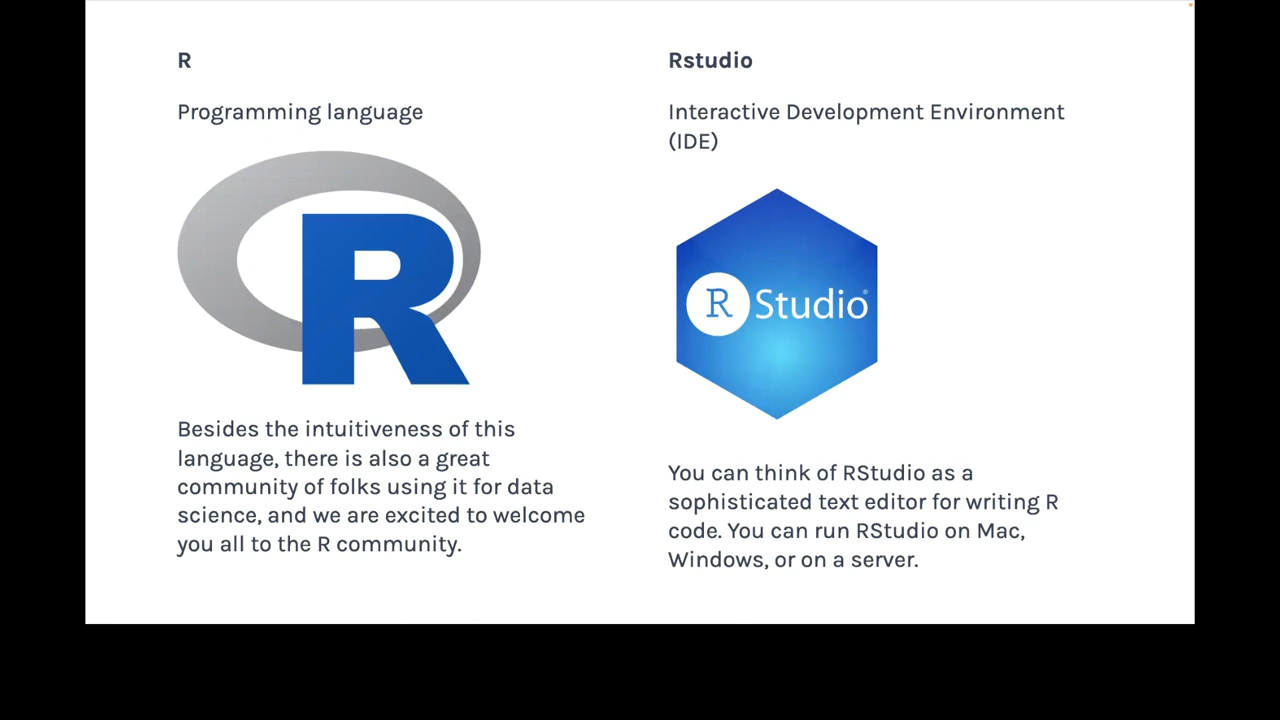 R
Programming language
R
Besides the intuitiveness of this
language, there is also a great
community of folks using it for data
science, and we are excited to welcome
you all to the R community.
Rstudio
Interactive Development Environment
(IDE)
R Studio®
You can think of RStudio as a
sophisticated text editor for writing R
code. You can run RStudio on Mac,
Windows, or on a server.